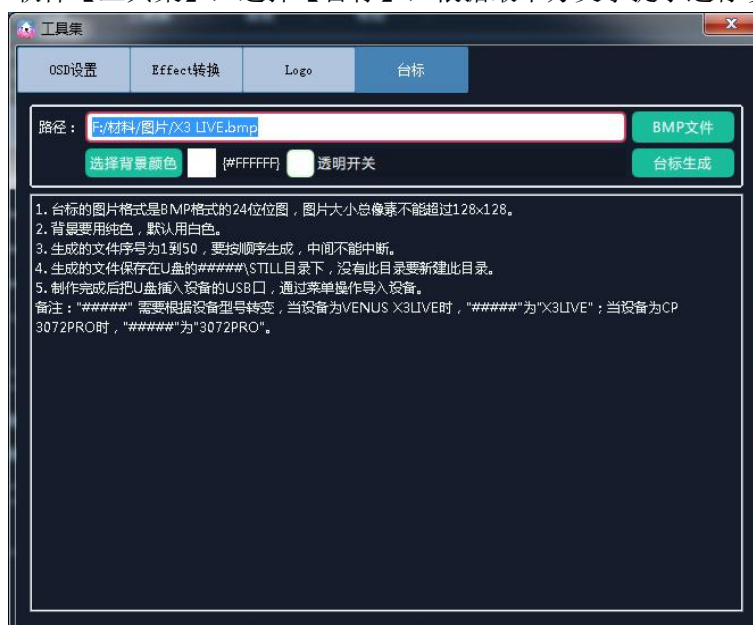 工具集
OSD设置 Effect转换 Logo 台标
路径： F:/材料/图片/X3 LIVE.bmp BMP文件
选择背景颜色 {#FFFFFF} 透明开关 台标生成
1. 台标的图片格式是BMP格式的24位位图，图片大小总像素不能超过128×128。
2. 背景要用纯色，默认用白色。
3. 生成的文件序号为1到50，要按顺序生成，中间不能中断。
4. 生成的文件保存在U盘的#####\STILL目录下，没有此目录要新建此目录。
5. 制作完成后把U盘插入设备的USB口，通过菜单操作导入设备。
备注："#####" 需要根据设备型号转变，当设备为VENUS X3LIVE时，"#####"为"X3LIVE"；当设备为CP
3072PRO时，"#####"为"3072PRO"。